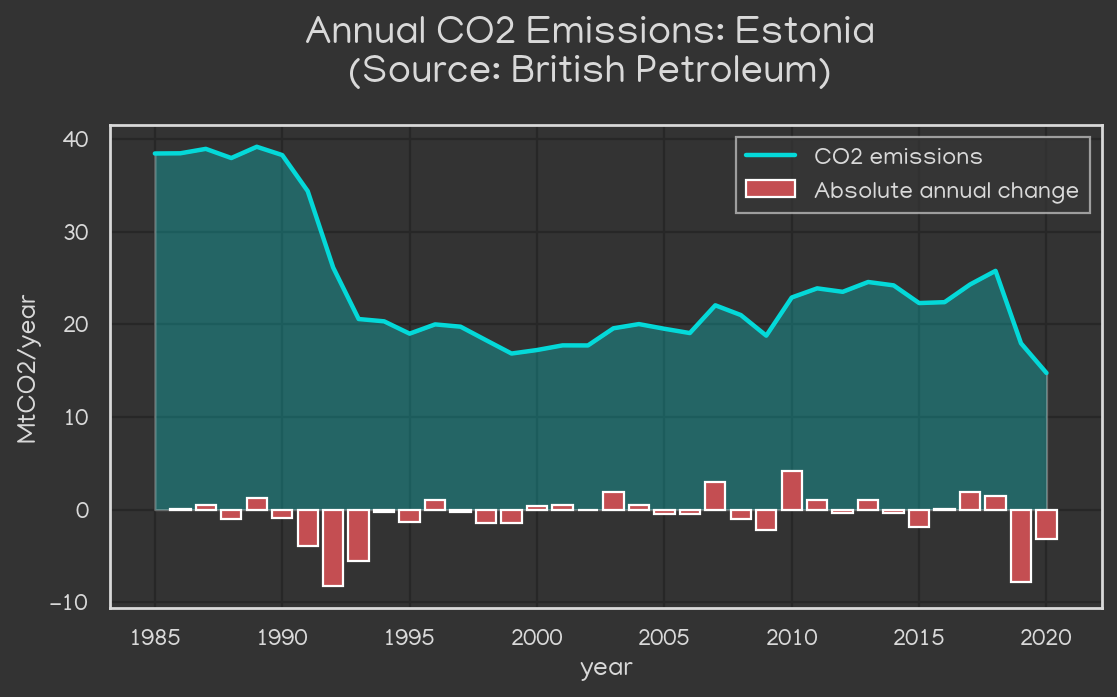 Annual CO2 Emissions: Estonia
(Source: British Petroleum)
CO2 emissions
Absolute annual change
MtCO2/year
40
30
20
10
0
−10
1985
1990
1995
2000
2005
2010
2015
2020
year